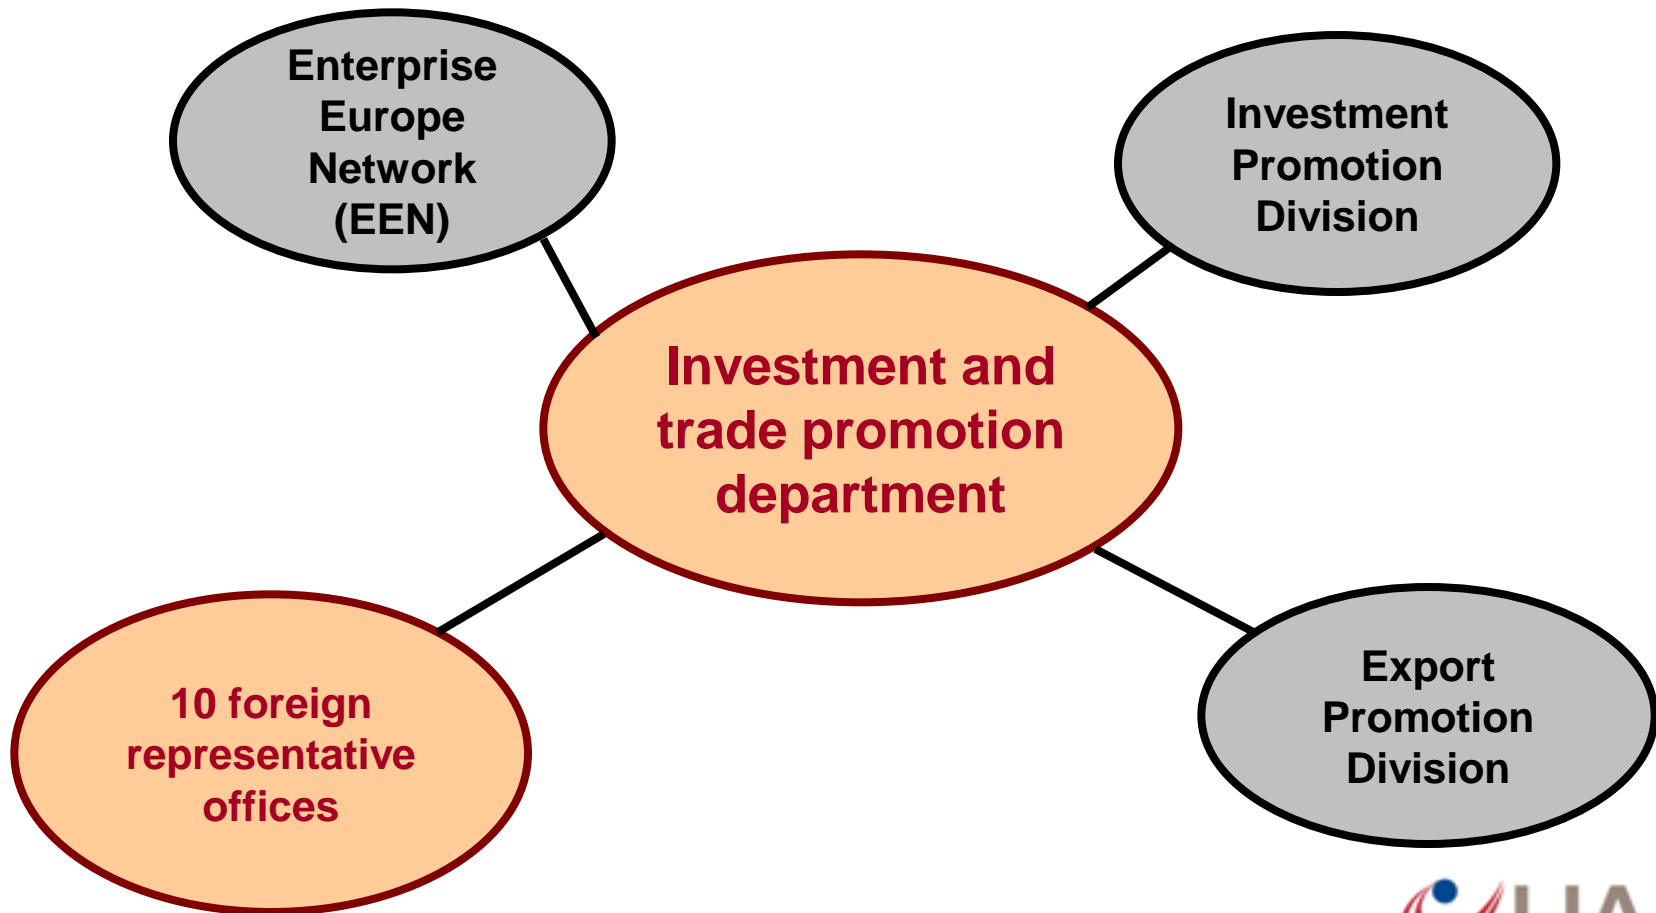 Enterprise
Europe
Network
(EEN)
Investment
Promotion
Division
Investment and
trade promotion
department
10 foreign
representative
offices
Export
Promotion
Division
LIA